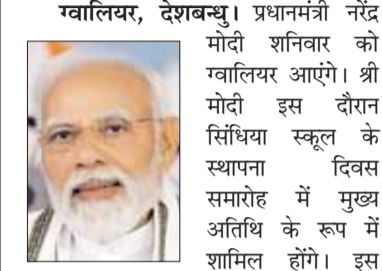 ग्वालियर, देशबन्धु। प्रधानमंत्री नरेंद्र
मोदी शनिवार को
ग्वालियर आएंगे। श्री
मोदी इस दौरान
सिंधिया स्कूल के
स्थापना दिवस
समारोह में मुख्य
अतिथि के रूप में
शामिल होंगे। इस